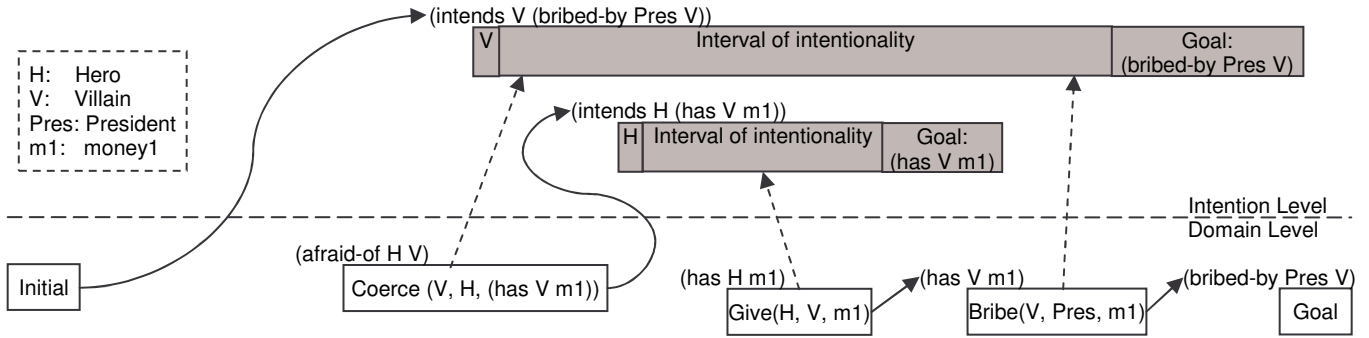 (intends V (bribed-by Pres V))
V
Interval of intentionality
Goal:
(bribed-by Pres V)
H: Hero
V: Villain
Pres: President
m1: money1
(intends H (has V m1))
H
Interval of intentionality
Goal:
(has V m1)
Intention Level
Domain Level
Initial
(afraid-of H V)
Coerce (V, H, (has V m1))
(has H m1)
Give(H, V, m1)
(has V m1)
Bribe(V, Pres, m1)
(bribed-by Pres V)
Goal